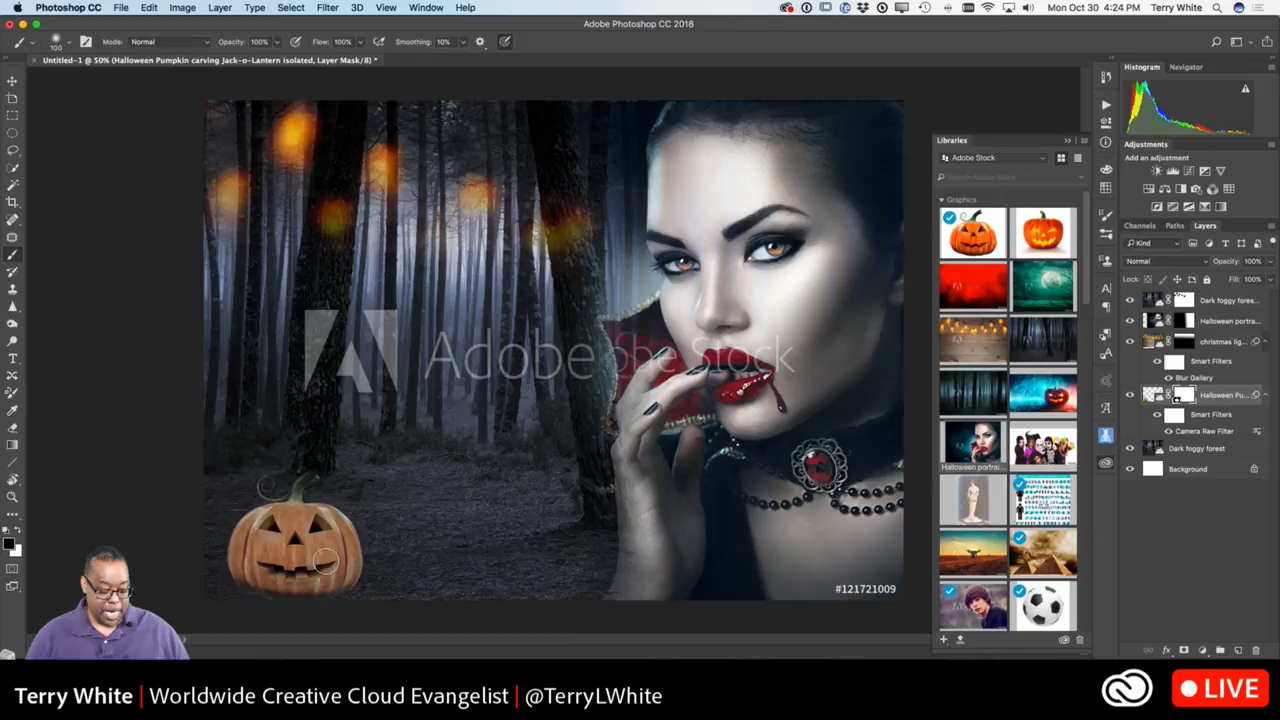 Photoshop CC File Edit Image Layer Type Select Filter 3D View Window Help
Mon Oct 30 4:24 PM Terry White
Adobe Photoshop CC 2018
100 Mode: Normal Opacity: 100% Flow: 100% Smoothing: 10%
Untitled-1 @ 50% (Halloween Pumpkin carving Jack-o-Lantern isolated, Layer Mask/8) *
Histogram Navigator
Libraries
Adobe Stock
Search Adobe Stock
Graphics
Halloween portrai...
Adjustments
Add an adjustment
Channels Paths Layers
Kind
Normal Opacity: 100%
Lock: Fill: 100%
Dark foggy fores...
Halloween portra...
christmas lig...
Smart Filters
Blur Gallery
Halloween Pu...
Smart Filters
Camera Raw Filter
Dark foggy forest
Background
Adobe Stock
#121721009
Terry White | Worldwide Creative Cloud Evangelist | @TerryLWhite
LIVE